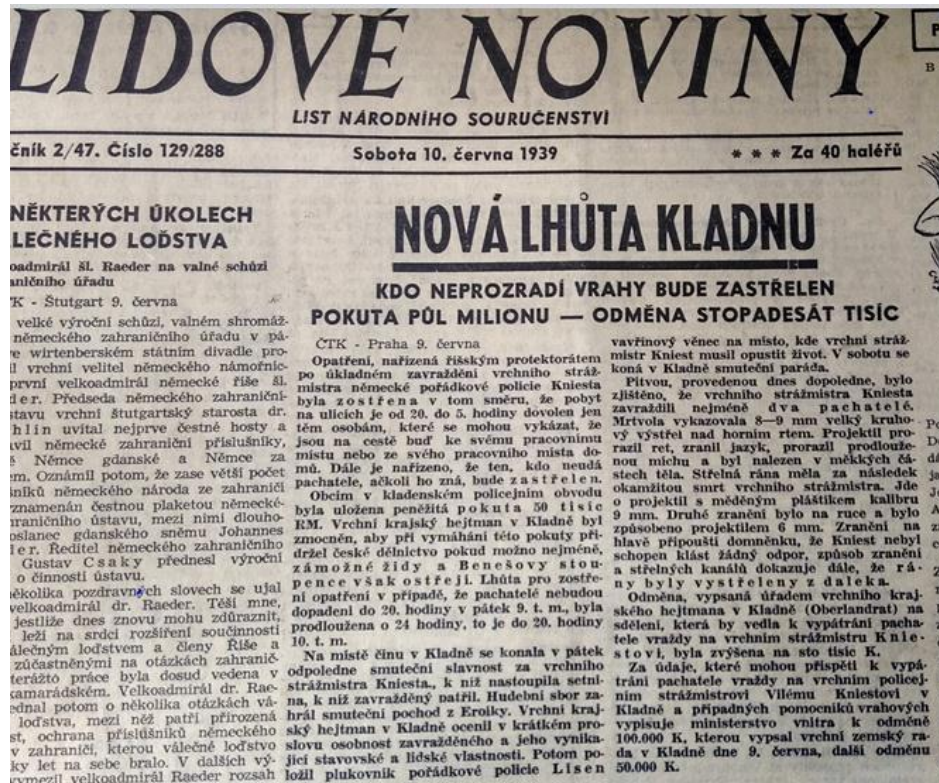 LIDOVÉ NOVINY
LIST NÁRODNÍHO SOURUČENSTVÍ
čník 2/47. Číslo 129/288
Sobota 10. června 1939
* * * Za 40 haléřů
NĚKTERÝCH ÚKOLECH
LEČNÉHO LOĎSTVA
oadmirál šl. Raeder na valné schůzi
aničního úřadu
TK - Štutgart 9. června
velké výroční schůzi, valném shromáž-
německého zahraničního úřadu v pá-
e wirtenberském státním divadle pro-
l vrchní velitel německého námořnic-
první velkoadmirál německé říše šl.
der. Předseda německého zahraniční-
stavu vrchní štutgartský starosta dr.
hlin uvítal nejprve čestné hosty a
avil německé zahraniční příslušníky,
š Němce gdanské a Němce za
em. Oznámil potom, že zase větší počet
níků německého národa ze zahraničí
znamenán čestnou plaketou německé-
raničního ústavu, mezi nimi dlouho-
oslanec gdanského sněmu Johannes
ler. Ředitel německého zahraničního
Gustav Csaky přednesl výroční
o činnosti ústavu.
ěkolika pozdravných slovech se ujal
velkoadmirál dr. Raeder. Těší mne,
jestliže dnes znovu mohu zdůraznit,
leží na srdci rozšíření součinnosti
álečným loďstvem a členy Říše a
zúčastněnými na otázkách zahranič-
terážto práce byla dosud vedena v
kamarádském. Velkoadmirál dr. Rae-
ednal potom o několika otázkách vá-
loďstva, mezi něž patří přirozená
st, ochrana příslušníků německého
v zahraničí, kterou válečné loďstvo
ky let na sebe bralo. V dalších vý-
vymezil velkoadmirál Raeder rozsah
NOVÁ LHŮTA KLADNU
KDO NEPROZRADÍ VRAHY BUDE ZASTŘELEN
POKUTA PŮL MILIONU — ODMĚNA STOPADESÁT TISÍC
ČTK - Praha 9. června
Opatření, nařízená říšským protektorátem
po úkladném zavraždění vrchního stráž-
mistra německé pořádkové policie Kniesta
byla zostřena v tom směru, že pobyt
na ulicích je od 20. do 5. hodiny dovolen jen
těm osobám, které se mohou vykázat, že
jsou na cestě buď ke svému pracovnímu
místu nebo ze svého pracovního místa do-
mů. Dále je nařízeno, že ten, kdo neudá
pachatele, ačkoli ho zná, bude zastřelen.
Obcím v kladenském policejním obvodu
byla uložena peněžitá pokuta 50 tisíc
RM. Vrchní krajský hejtman v Kladně byl
zmocněn, aby při vymáhání této pokuty při-
držel české dělnictvo pokud možno nejméně,
zámožné židy a Benešovy stou-
pence však ostřeji. Lhůta pro zostře-
ní opatření v případě, že pachatelé nebudou
dopadeni do 20. hodiny v pátek 9. t. m., byla
prodloužena o 24 hodiny, to je do 20. hodiny
10. t. m.
Na místě činu v Kladně se konala v pátek
odpoledne smuteční slavnost za vrchního
strážmistra Kniesta, k níž nastoupila setni-
na, k níž zavražděný patřil. Hudební sbor za-
hrál smuteční pochod z Eroiky. Vrchní kraj-
ský hejtman v Kladně ocenil v krátkém pro-
slovu osobnost zavražděného a jeho vynika-
jící stavovské a lidské vlastnosti. Potom po-
ložil plukovník pořádkové policie Lisen
vavřínový věnec na místo, kde vrchní stráž-
mistr Kniest musil opustit život. V sobotu se
koná v Kladně smuteční paráda.
Pitvou, provedenou dnes dopoledne, bylo
zjištěno, že vrchního strážmistra Kniesta
zavraždili nejméně dva pachatelé.
Mrtvola vykazovala 8—9 mm velký kruho-
vý výstřel nad horním rtem. Projektil pro-
razil ret, zranil jazyk, prorazil prodlouže-
nou míchu a byl nalezen v měkkých čá-
stech těla. Střelná rána měla za následek
okamžitou smrt vrchního strážmistra. Jde
o projektil s měděným pláštíkem kalibru
9 mm. Druhé zranění bylo na ruce a bylo
způsobeno projektilem 6 mm. Zranění na
hlavě připouští domněnku, že Kniest nebyl
schopen klást žádný odpor, způsob zranění
a střelných kanálů dokazuje dále, že rá-
ny byly vystřeleny z daleka.
Odměna, vypsaná úřadem vrchního kraj-
ského hejtmana v Kladně (Oberlandrat) na
sdělení, která by vedla k vypátrání pacha-
tele vraždy na vrchním strážmistru Knie-
stovi, byla zvýšena na sto tisíc K.
Za údaje, které mohou přispěti k vypá-
trání pachatele vraždy na vrchním policej-
ním strážmistrovi Vilému Kniestovi v
Kladně a případných pomocníků vrahových
vypisuje ministerstvo vnitra k odměně
100.000 K, kterou vypsal vrchní zemský ra-
da v Kladně dne 9. června, další odměnu
50.000 K.